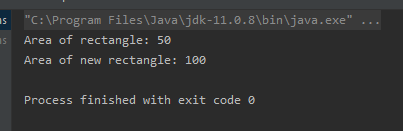 "C:\Program Files\Java\jdk-11.0.8\bin\java.exe" ...
Area of rectangle: 50
Area of new rectangle: 100
Process finished with exit code 0